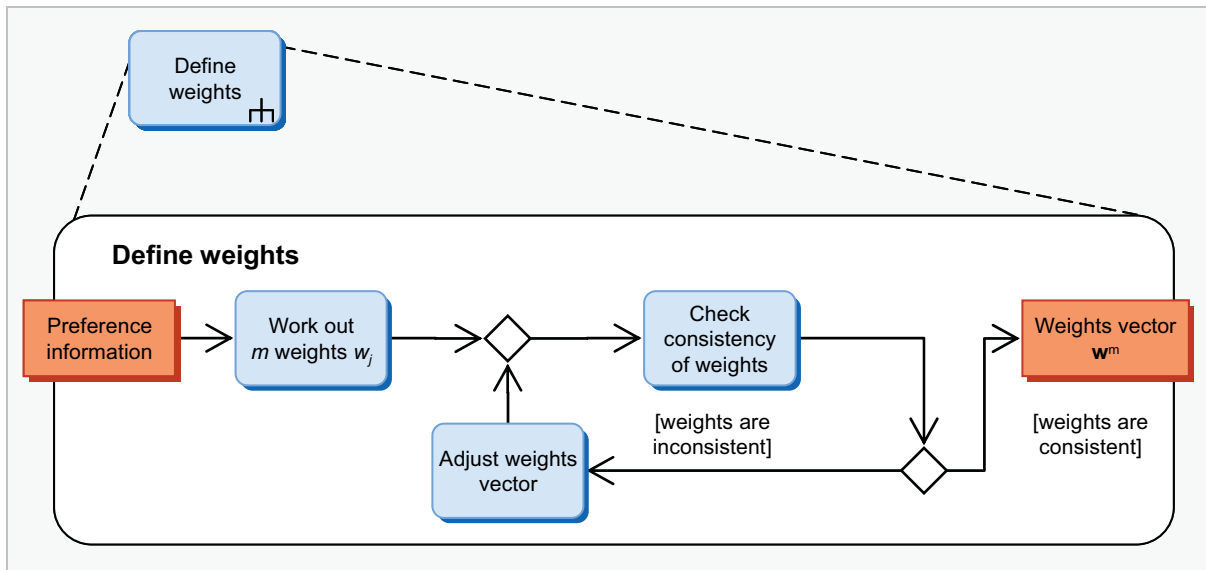 Define
weights
Define weights
Preference
information
Work out
m weights wj
Check
consistency
of weights
Weights vector
wm
[weights are
inconsistent]
[weights are
consistent]
Adjust weights
vector